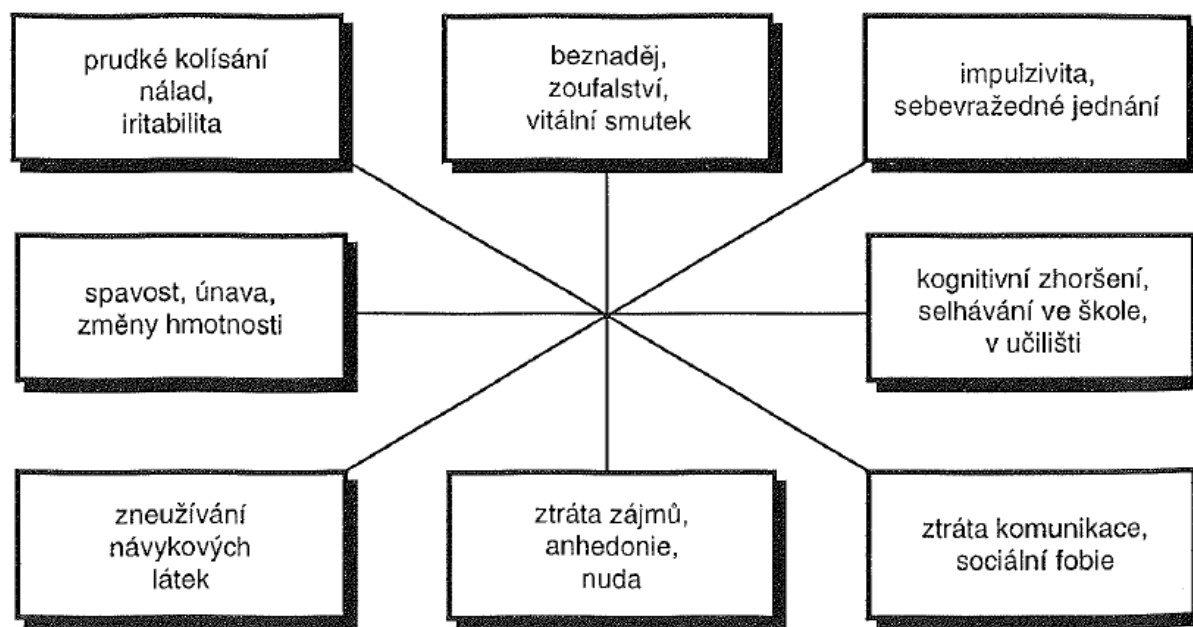 prudké kolísání
nálad,
iritabilita
beznaděj,
zoufalství,
vitální smutek
impulzivita,
sebevražedné jednání
spavost, únava,
změny hmotnosti
kognitivní zhoršení,
selhávání ve škole,
v učilišti
zneužívání
návykových
látek
ztráta zájmů,
anhedonie,
nuda
ztráta komunikace,
sociální fobie